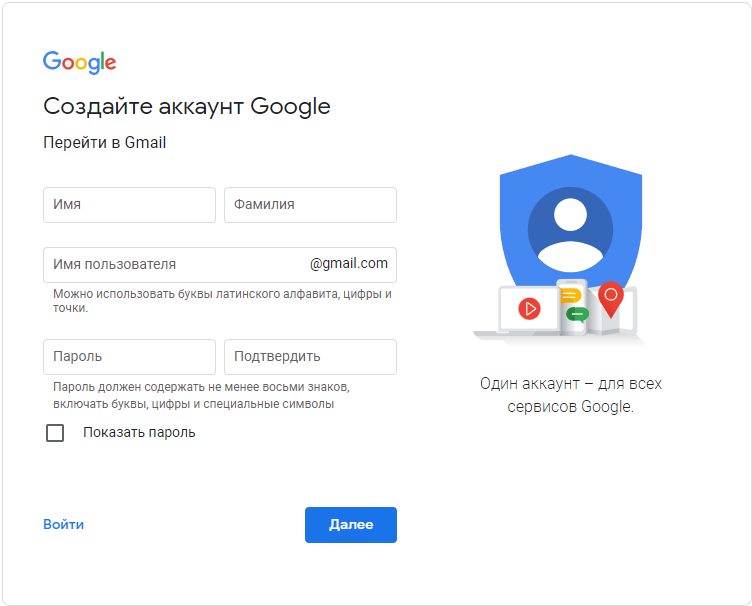 Google
Создайте аккаунт Google
Перейти в Gmail
Имя
Фамилия
Имя пользователя
@gmail.com
Можно использовать буквы латинского алфавита, цифры и
точки.
Пароль
Подтвердить
Пароль должен содержать не менее восьми знаков,
включать буквы, цифры и специальные символы
Показать пароль
Войти
Далее
Один аккаунт – для всех
сервисов Google.